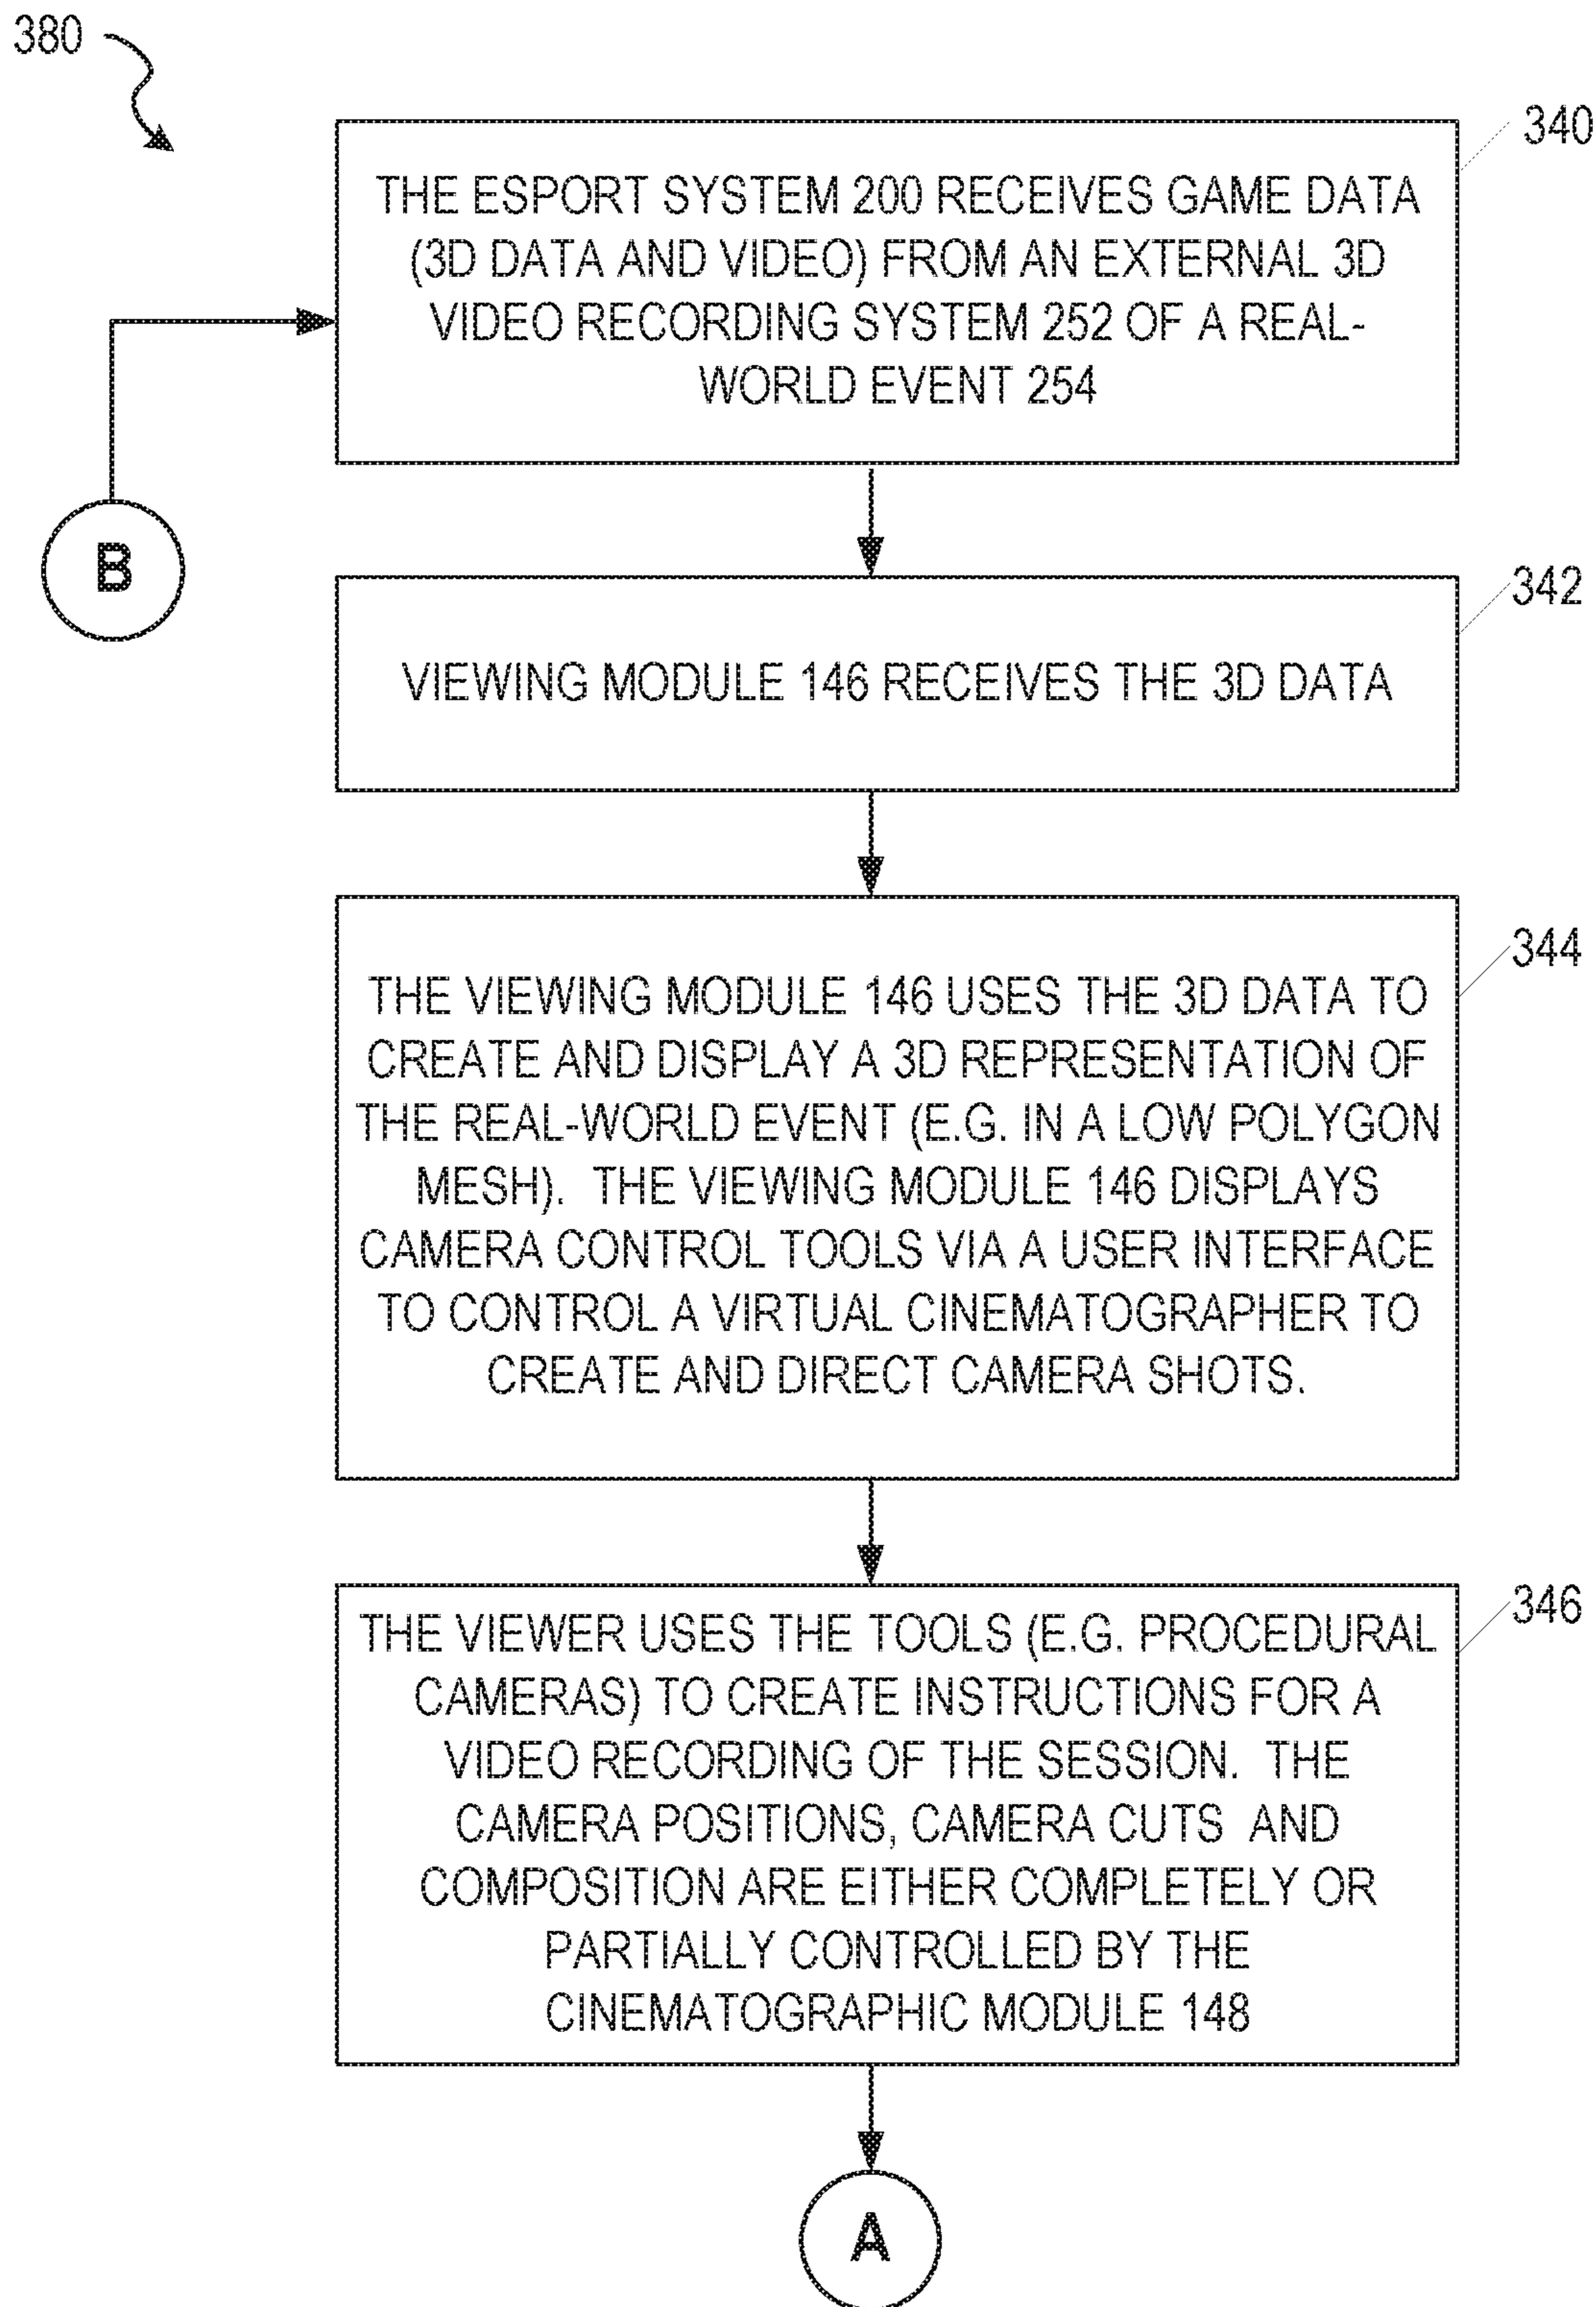 380
340
THE ESPORT SYSTEM 200 RECEIVES GAME DATA
(3D DATA AND VIDEO) FROM AN EXTERNAL 3D
VIDEO RECORDING SYSTEM 252 OF A REAL-
WORLD EVENT 254
B
342
VIEWING MODULE 146 RECEIVES THE 3D DATA
344
THE VIEWING MODULE 146 USES THE 3D DATA TO
CREATE AND DISPLAY A 3D REPRESENTATION OF
THE REAL-WORLD EVENT (E.G. IN A LOW POLYGON
MESH).  THE VIEWING MODULE 146 DISPLAYS
CAMERA CONTROL TOOLS VIA A USER INTERFACE
TO CONTROL A VIRTUAL CINEMATOGRAPHER TO
CREATE AND DIRECT CAMERA SHOTS.
346
THE VIEWER USES THE TOOLS (E.G. PROCEDURAL
CAMERAS) TO CREATE INSTRUCTIONS FOR A
VIDEO RECORDING OF THE SESSION.  THE
CAMERA POSITIONS, CAMERA CUTS  AND
COMPOSITION ARE EITHER COMPLETELY OR
PARTIALLY CONTROLLED BY THE
CINEMATOGRAPHIC MODULE 148
A